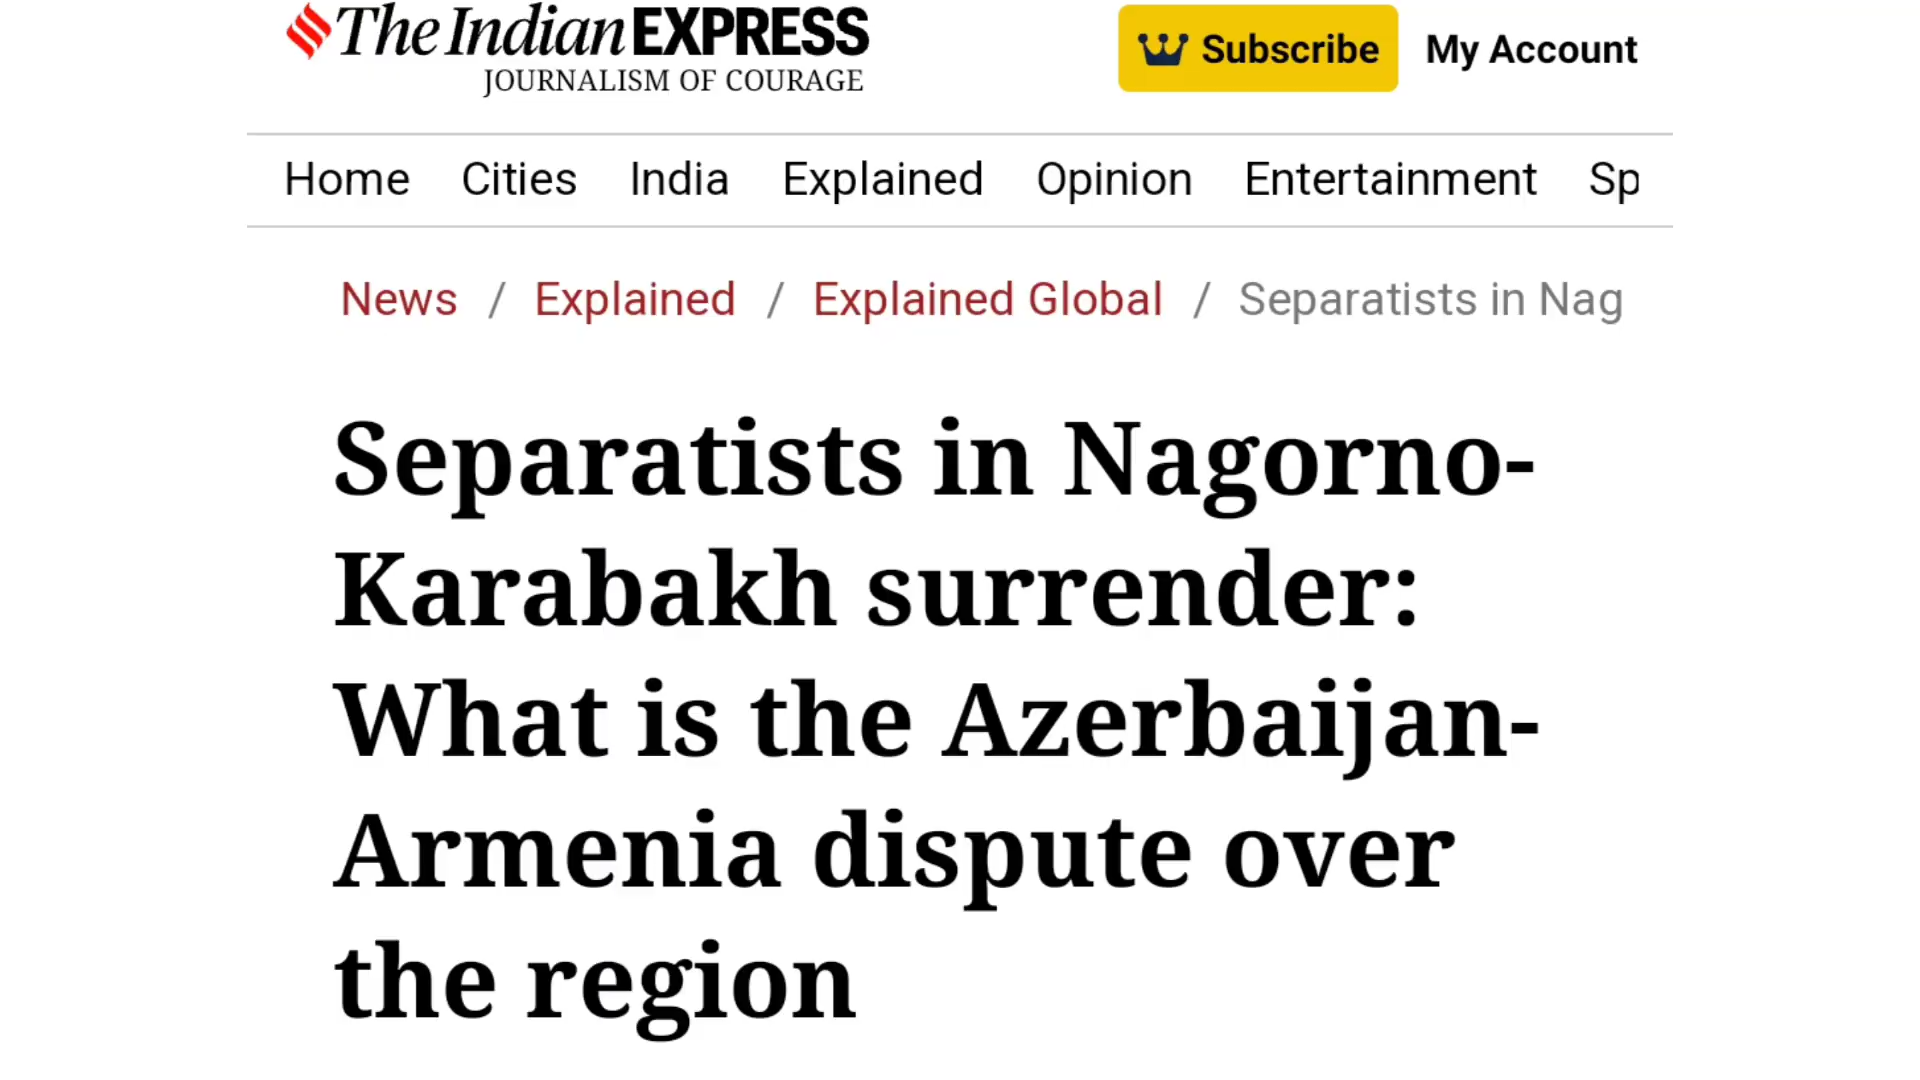 The Indian EXPRESS
JOURNALISM OF COURAGE
Subscribe
My Account
Home Cities India Explained Opinion Entertainment Sp
News / Explained / Explained Global / Separatists in Nag
Separatists in Nagorno-
Karabakh surrender:
What is the Azerbaijan-
Armenia dispute over
the region